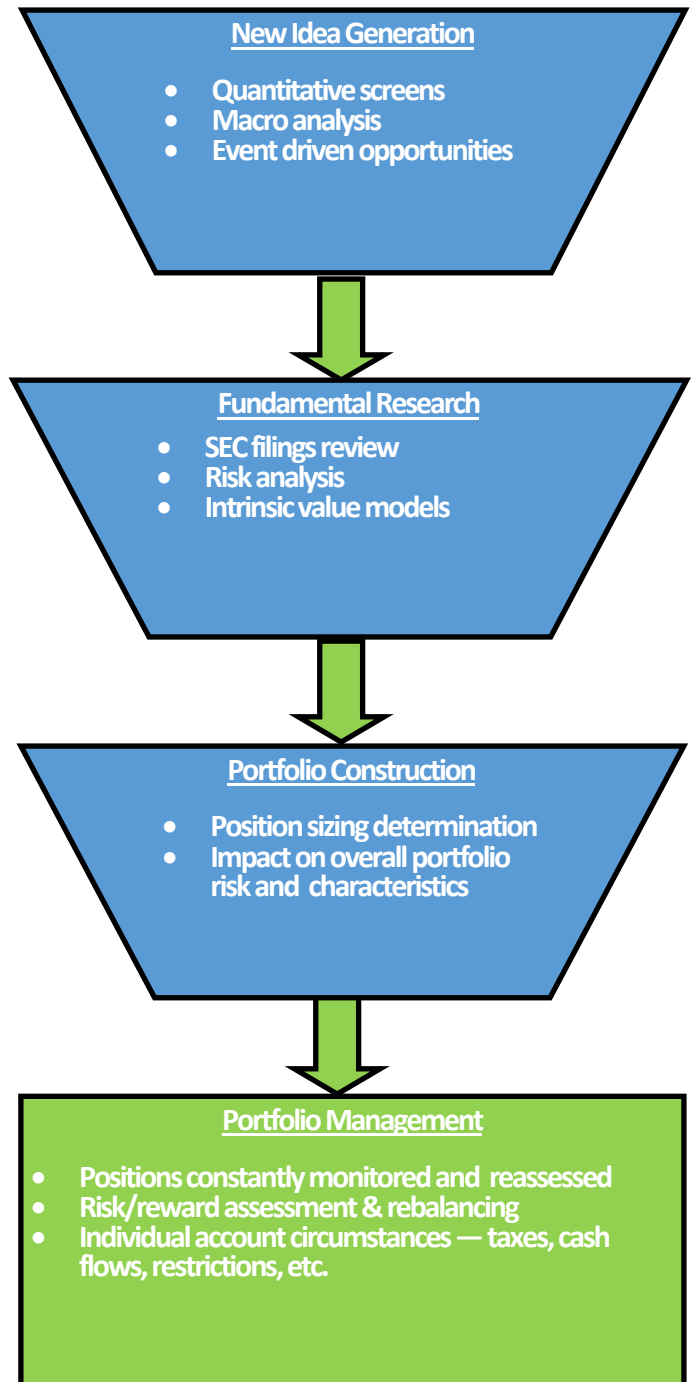 New Idea Generation
• Quantitative screens
• Macro analysis
• Event driven opportunities
Fundamental Research
• SEC filings review
• Risk analysis
• Intrinsic value models
Portfolio Construction
• Position sizing determination
• Impact on overall portfolio
risk and characteristics
Portfolio Management
• Positions constantly monitored and reassessed
• Risk/reward assessment & rebalancing
• Individual account circumstances — taxes, cash
flows, restrictions, etc.